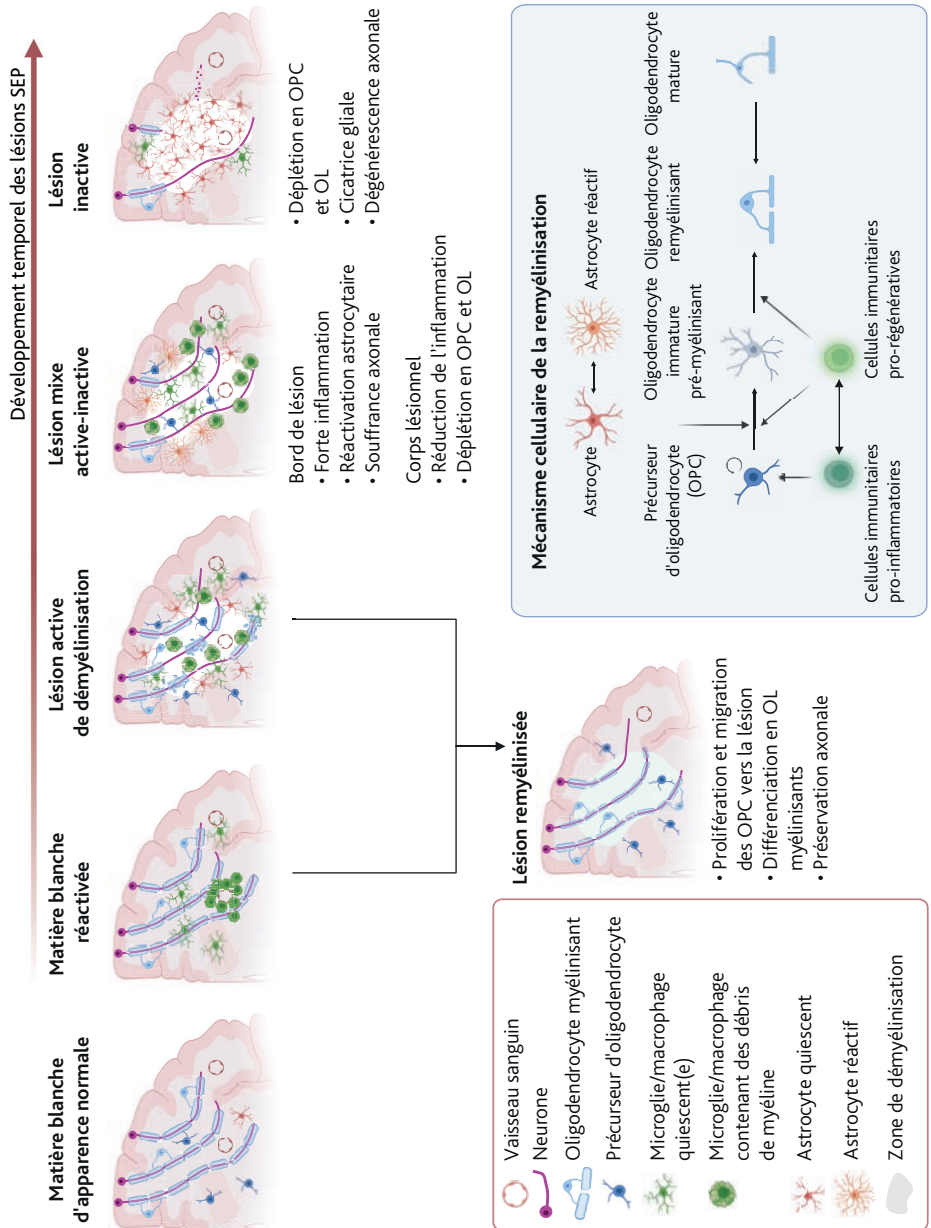 Développement temporel des lésions SEP
Matière blanche
d'apparence normale
Matière blanche
réactivée
Lésion active
de démyélinisation
Lésion mixe
active-inactive
Lésion
inactive
Bord de lésion
• Forte inflammation
• Réactivation astrocytaire
• Souffrance axonale
Corps lésionnel
• Réduction de l'inflammation
• Déplétion en OPC et OL
• Déplétion en OPC
et OL
• Cicatrice gliale
• Dégénérescence axonale
Vaisseau sanguin
Neurone
Oligodendrocyte myélinisant
Précurseur d'oligodendrocyte
Microglie/macrophage
quiescent(e)
Microglie/macrophage
contenant des débris
de myéline
Astrocyte quiescent
Astrocyte réactif
Zone de démyélinisation
Lésion remyélinisée
• Prolifération et migration
des OPC vers la lésion
• Différenciation en OL
myélinisants
• Préservation axonale
Mécanisme cellulaire de la remyélinisation
Astrocyte
Astrocyte réactif
Précurseur
d'oligodendrocyte
(OPC)
Oligodendrocyte
immature
pré-myélinisant
Oligodendrocyte
remyélinisant
Oligodendrocyte
mature
Cellules immunitaires
pro-inflammatoires
Cellules immunitaires
pro-régénératives